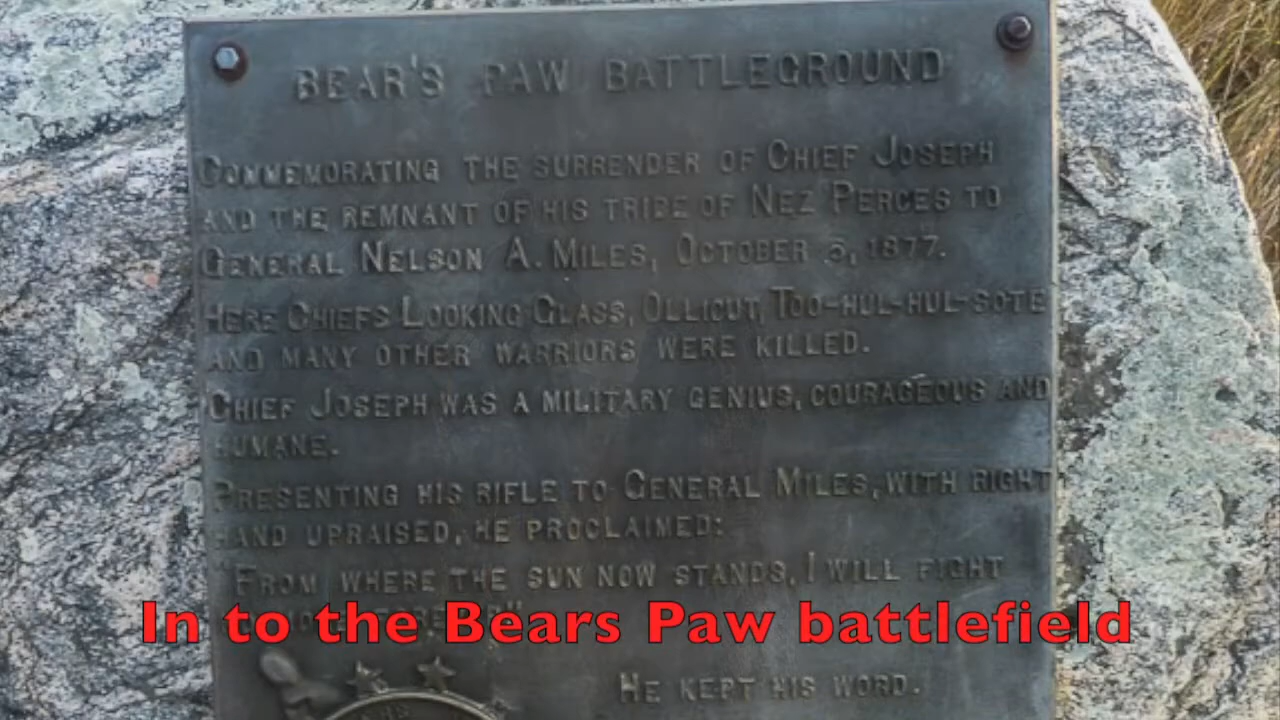 BEAR'S PAW BATTLEGROUND
COMMEMORATING THE SURRENDER OF CHIEF JOSEPH
AND THE REMNANT OF HIS TRIBE OF NEZ PERCES TO
GENERAL NELSON A. MILES, OCTOBER 5, 1877.
HERE CHIEFS LOOKING GLASS, OLLICUT, TOO-HUL-HUL-SOTE
AND MANY OTHER WARRIORS WERE KILLED.
CHIEF JOSEPH WAS A MILITARY GENIUS, COURAGEOUS AND
HUMANE.
PRESENTING HIS RIFLE TO GENERAL MILES, WITH RIGHT
HAND UPRAISED, HE PROCLAIMED:
"FROM WHERE THE SUN NOW STANDS, I WILL FIGHT
In to the Bears Paw battlefield
HE KEPT HIS WORD.